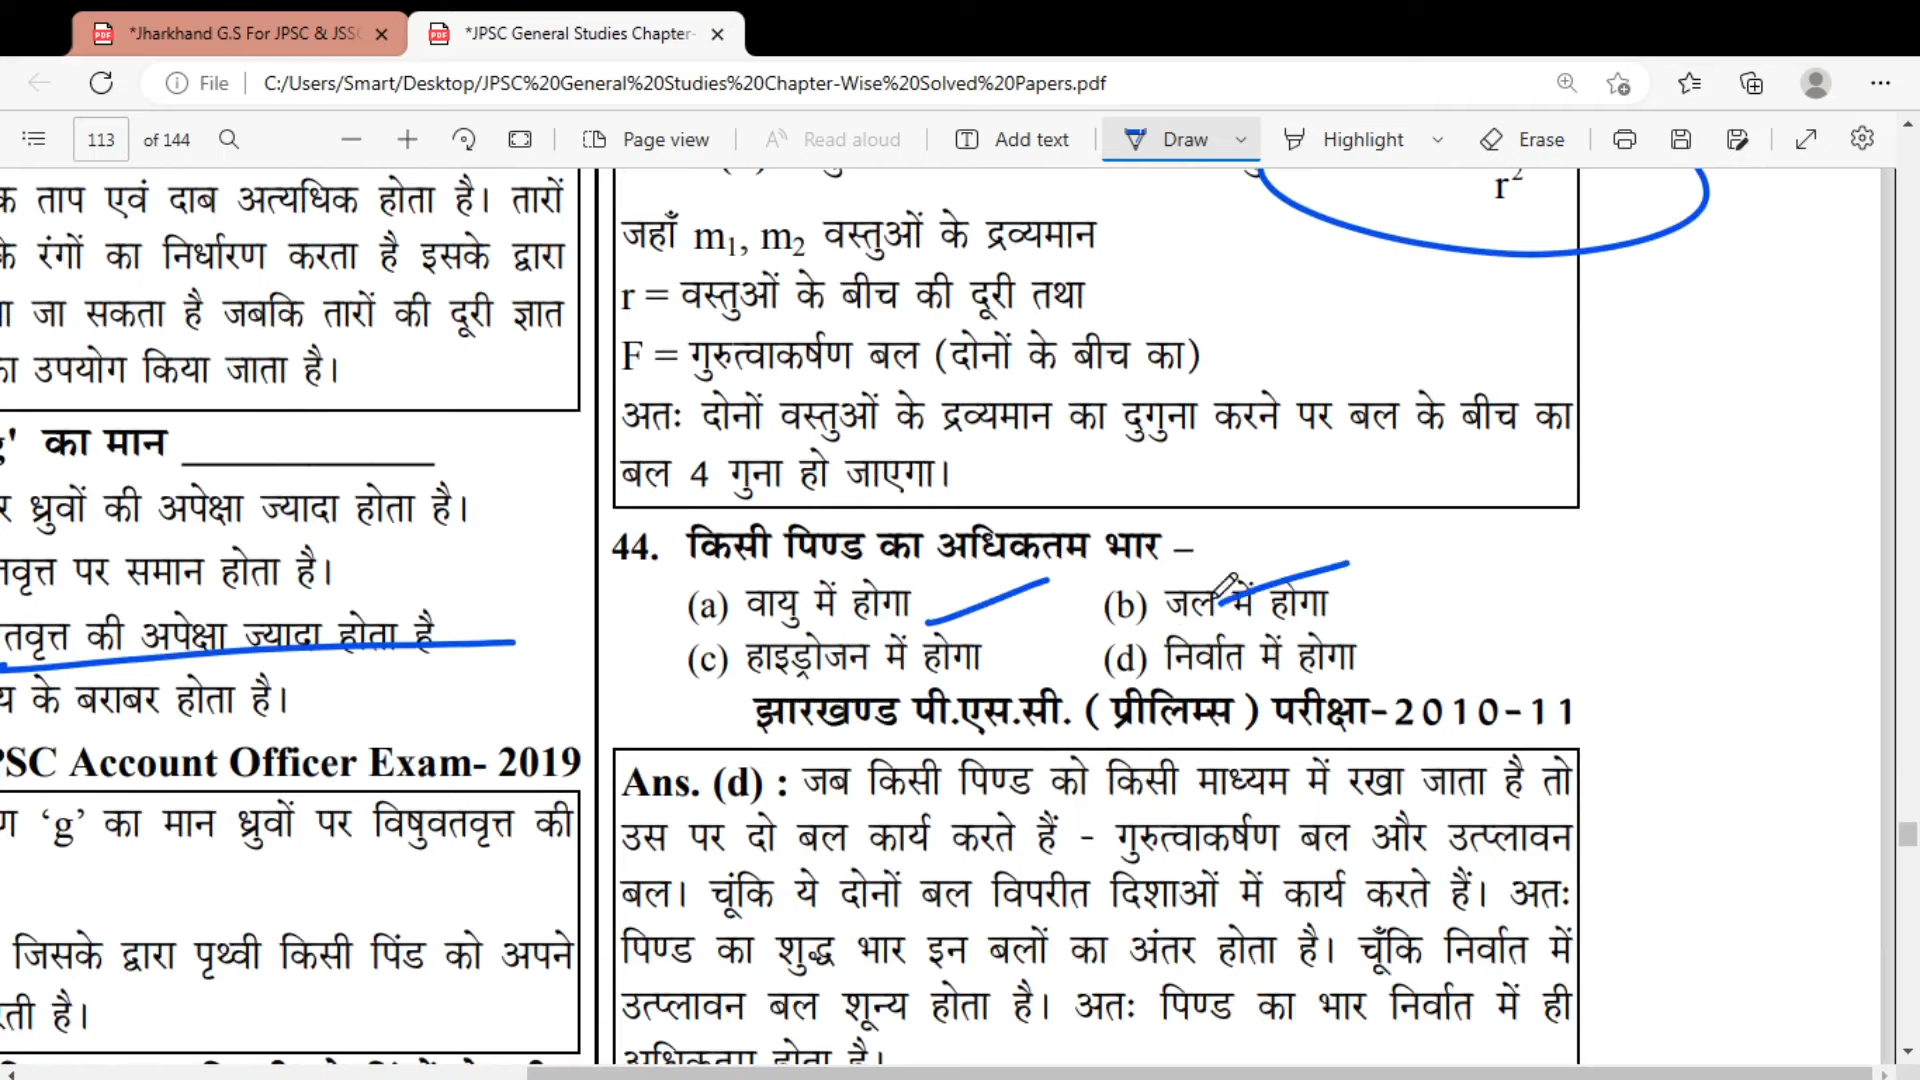 *Jharkhand G.S For JPSC & JSSC
*JPSC General Studies Chapter-
File
C:/Users/Smart/Desktop/JPSC%20General%20Studies%20Chapter-Wise%20Solved%20Papers.pdf
113 of 144
Page view
Read aloud
Add text
Draw
Highlight
Erase
क ताप एवं दाब अत्यधिक होता है। तारों
के रंगों का निर्धारण करता है इसके द्वारा
ा जा सकता है जबकि तारों की दूरी ज्ञात
का उपयोग किया जाता है।
g' का मान ____________
र ध्रुवों की अपेक्षा ज्यादा होता है।
तवृत्त पर समान होता है।
तवृत्त की अपेक्षा ज्यादा होता है
य के बराबर होता है।
PSC Account Officer Exam- 2019
ण ‘g’ का मान ध्रुवों पर विषुवतवृत्त की
जिसके द्वारा पृथ्वी किसी पिंड को अपने
रती है।
r²
जहाँ m₁, m₂ वस्तुओं के द्रव्यमान
r = वस्तुओं के बीच की दूरी तथा
F = गुरुत्वाकर्षण बल (दोनों के बीच का)
अतः दोनों वस्तुओं के द्रव्यमान का दुगुना करने पर बल के बीच का
बल 4 गुना हो जाएगा।
44. किसी पिण्ड का अधिकतम भार –
(a) वायु में होगा (b) जल में होगा
(c) हाइड्रोजन में होगा (d) निर्वात में होगा
झारखण्ड पी.एस.सी. ( प्रीलिम्स ) परीक्षा-2010-11
Ans. (d) : जब किसी पिण्ड को किसी माध्यम में रखा जाता है तो
उस पर दो बल कार्य करते हैं - गुरुत्वाकर्षण बल और उत्प्लावन
बल। चूंकि ये दोनों बल विपरीत दिशाओं में कार्य करते हैं। अतः
पिण्ड का शुद्ध भार इन बलों का अंतर होता है। चूँकि निर्वात में
उत्प्लावन बल शून्य होता है। अतः पिण्ड का भार निर्वात में ही
अधिकतम होता है।